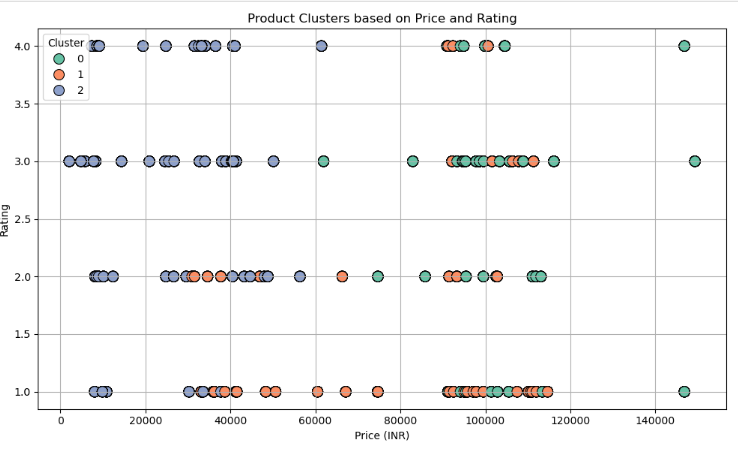 Product Clusters based on Price and Rating
Cluster
0
1
2
Rating
4.0
3.5
3.0
2.5
2.0
1.5
1.0
0 20000 40000 60000 80000 100000 120000 140000
Price (INR)